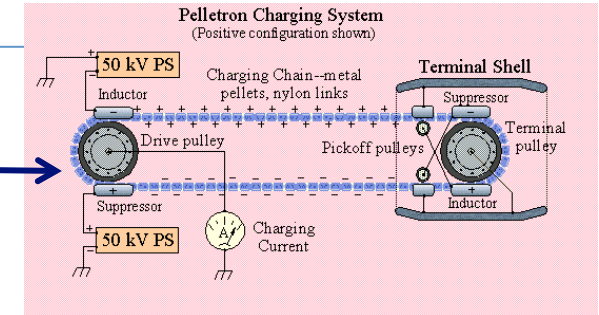 Pelletron Charging System
(Positive configuration shown)
+
50 kV PS
−
Inductor
−
Charging Chain--metal
pellets, nylon links
Terminal Shell
Suppressor
−
+ + + + + + + + + + + + + + +
Drive pulley
Pickoff pulleys
Terminal
pulley
− − − − − − − − − −
+
Suppressor
+
Inductor
+
50 kV PS
−
A
Charging
Current